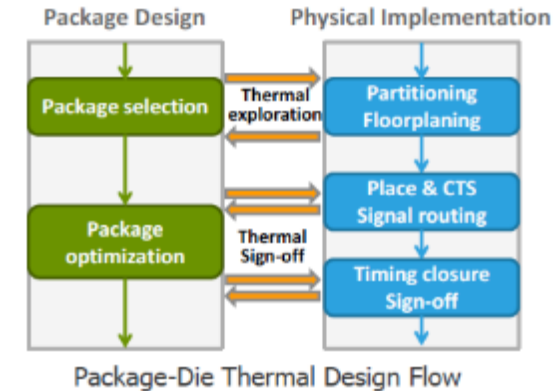 Package Design
Physical Implementation
Package selection
Thermal
exploration
Partitioning
Floorplaning
Place & CTS
Signal routing
Package
optimization
Thermal
Sign-off
Timing closure
Sign-off
Package-Die Thermal Design Flow